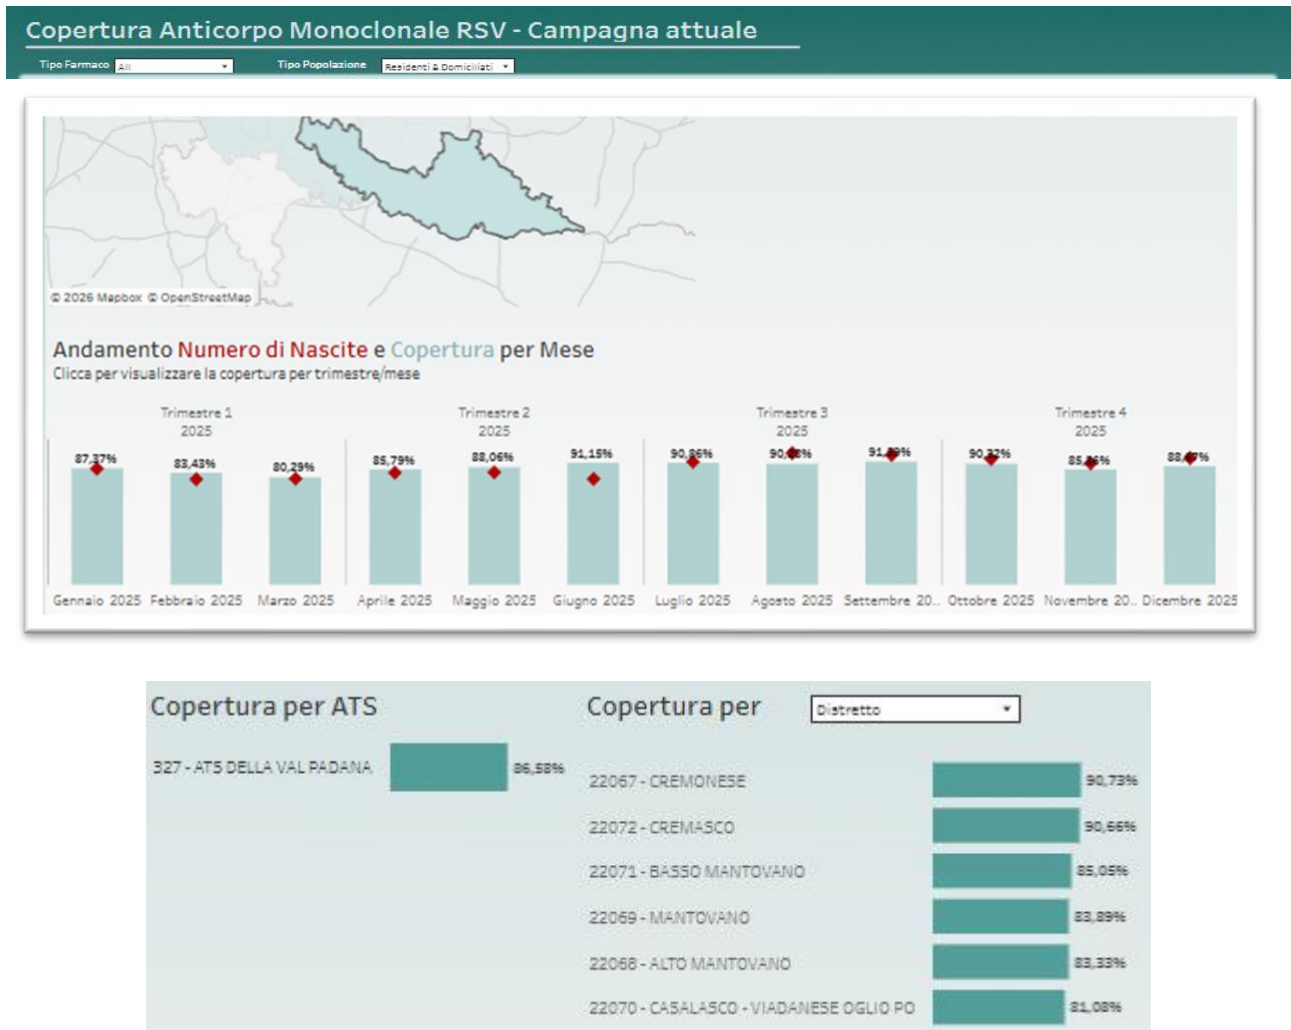 Copertura Anticorpo Monoclonale RSV - Campagna attuale
Tipo Farmaco All Tipo Popolazione Residenti & Domiciliati
© 2026 Mapbox © OpenStreetMap
Andamento Numero di Nascite e Copertura per Mese
Clicca per visualizzare la copertura per trimestre/mese
Trimestre 1 Trimestre 2 Trimestre 3 Trimestre 4
2025 2025 2025 2025
87,37% 83,43% 80,29% 85,79% 88,06% 91,15%
Gennaio 2025 Febbraio 2025 Marzo 2025 Aprile 2025 Maggio 2025 Giugno 2025 Luglio 2025 Agosto 2025 Settembre 20.. Ottobre 2025 Novembre 20.. Dicembre 2025
Copertura per ATS
327 - ATS DELLA VAL PADANA 86,58%
Copertura per Distretto
22067 - CREMONESE 90,73%
22072 - CREMASCO 90,66%
22071 - BASSO MANTOVANO 85,05%
22069 - MANTOVANO 83,89%
22068 - ALTO MANTOVANO 83,33%
22070 - CASALASCO - VIADANESE OGLIO PO 81,08%